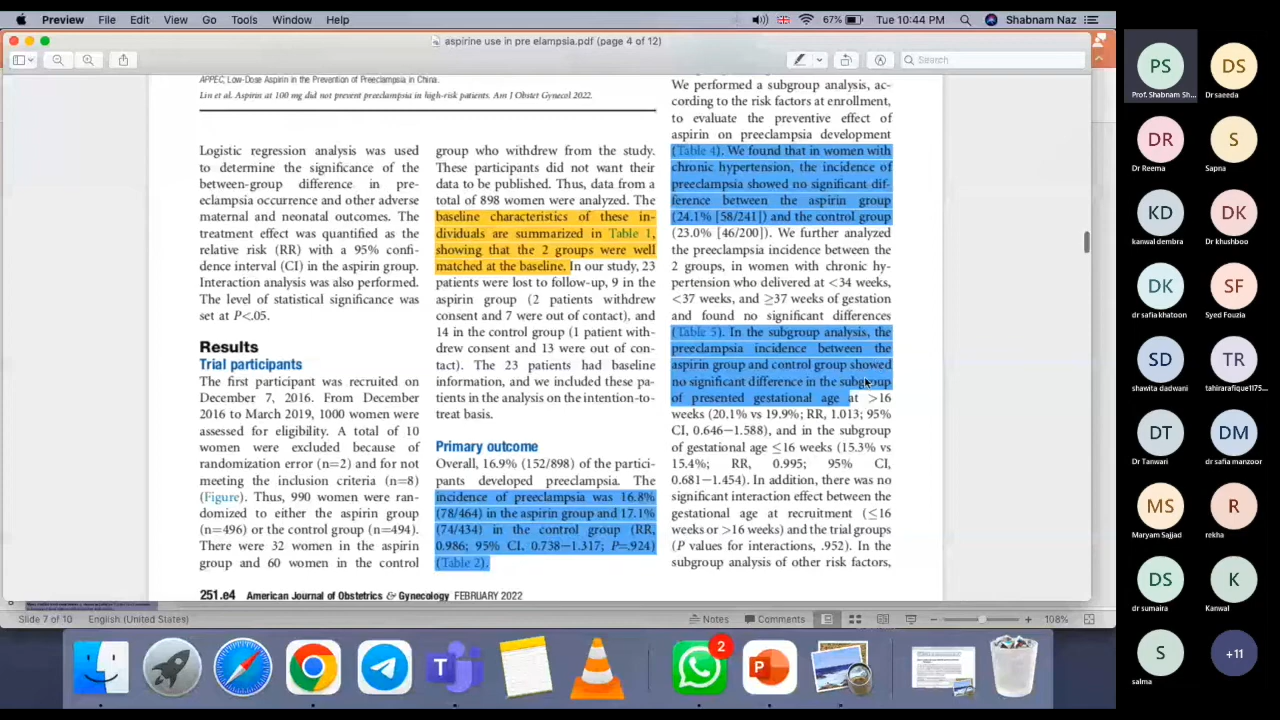 Preview File Edit View Go Tools Window Help
67% Tue 10:44 PM Shabnam Naz
aspirine use in pre elampsia.pdf (page 4 of 12)
Search
APPEC, Low-Dose Aspirin in the Prevention of Preeclampsia in China.
Lin et al. Aspirin at 100 mg did not prevent preeclampsia in high-risk patients. Am J Obstet Gynecol 2022.
Logistic regression analysis was used
to determine the significance of the
between-group difference in pre-
eclampsia occurrence and other adverse
maternal and neonatal outcomes. The
treatment effect was quantified as the
relative risk (RR) with a 95% confi-
dence interval (CI) in the aspirin group.
Interaction analysis was also performed.
The level of statistical significance was
set at P<.05.
Results
Trial participants
The first participant was recruited on
December 7, 2016. From December
2016 to March 2019, 1000 women were
assessed for eligibility. A total of 10
women were excluded because of
randomization error (n=2) and for not
meeting the inclusion criteria (n=8)
(Figure). Thus, 990 women were ran-
domized to either the aspirin group
(n=496) or the control group (n=494).
There were 32 women in the aspirin
group and 60 women in the control
group who withdrew from the study.
These participants did not want their
data to be published. Thus, data from a
total of 898 women were analyzed. The
baseline characteristics of these in-
dividuals are summarized in Table 1,
showing that the 2 groups were well
matched at the baseline. In our study, 23
patients were lost to follow-up, 9 in the
aspirin group (2 patients withdrew
consent and 7 were out of contact), and
14 in the control group (1 patient with-
drew consent and 13 were out of con-
tact). The 23 patients had baseline
information, and we included these pa-
tients in the analysis on the intention-to-
treat basis.
Primary outcome
Overall, 16.9% (152/898) of the partici-
pants developed preeclampsia. The
incidence of preeclampsia was 16.8%
(78/464) in the aspirin group and 17.1%
(74/434) in the control group (RR,
0.986; 95% CI, 0.738–1.317; P=.924)
(Table 2).
We performed a subgroup analysis, ac-
cording to the risk factors at enrollment,
to evaluate the preventive effect of
aspirin on preeclampsia development
(Table 4). We found that in women with
chronic hypertension, the incidence of
preeclampsia showed no significant dif-
ference between the aspirin group
(24.1% [58/241]) and the control group
(23.0% [46/200]). We further analyzed
the preeclampsia incidence between the
2 groups, in women with chronic hy-
pertension who delivered at <34 weeks,
<37 weeks, and ≥37 weeks of gestation
and found no significant differences
(Table 5). In the subgroup analysis, the
preeclampsia incidence between the
aspirin group and control group showed
no significant difference in the subgroup
of presented gestational age at >16
weeks (20.1% vs 19.9%; RR, 1.013; 95%
CI, 0.646–1.588), and in the subgroup
of gestational age ≤16 weeks (15.3% vs
15.4%; RR, 0.995; 95% CI,
0.681–1.454). In addition, there was no
significant interaction effect between the
gestational age at recruitment (≤16
weeks or >16 weeks) and the trial groups
(P values for interactions, .952). In the
subgroup analysis of other risk factors,
251.e4 American Journal of Obstetrics & Gynecology FEBRUARY 2022
Slide 7 of 10 English (United States) Notes Comments 108%
2
PS DS
Prof. Shabnam Sh... Dr saeeda
DR S
Dr Reema Sapna
KD DK
kanwal dembra Dr khushboo
DK SF
dr safia khatoon Syed Fouzia
SD TR
shawita dadwani tahirarafique1175...
DT DM
Dr Tanwari dr safia manzoor
MS R
Maryam Sajjad rekha
DS K
dr sumaira Kanwal
S +11
salma